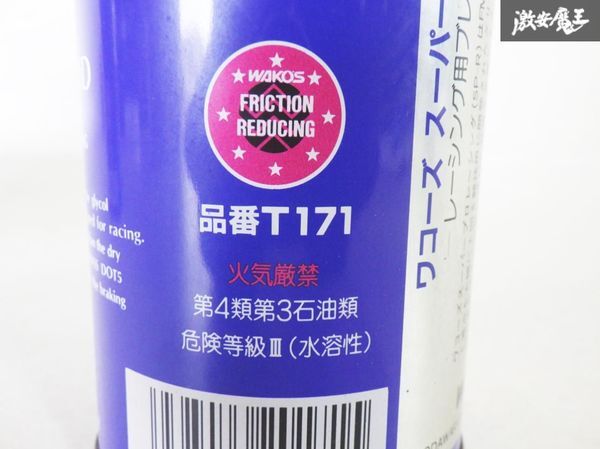 激安魔王
WAKO'S
FRICTION
REDUCING
品番T171
火気厳禁
第4類第3石油類
危険等級Ⅲ(水溶性)
glycol
for racing.
the dry
DOT5
braking
ワコーズ スーパー
レーシング用ブレ